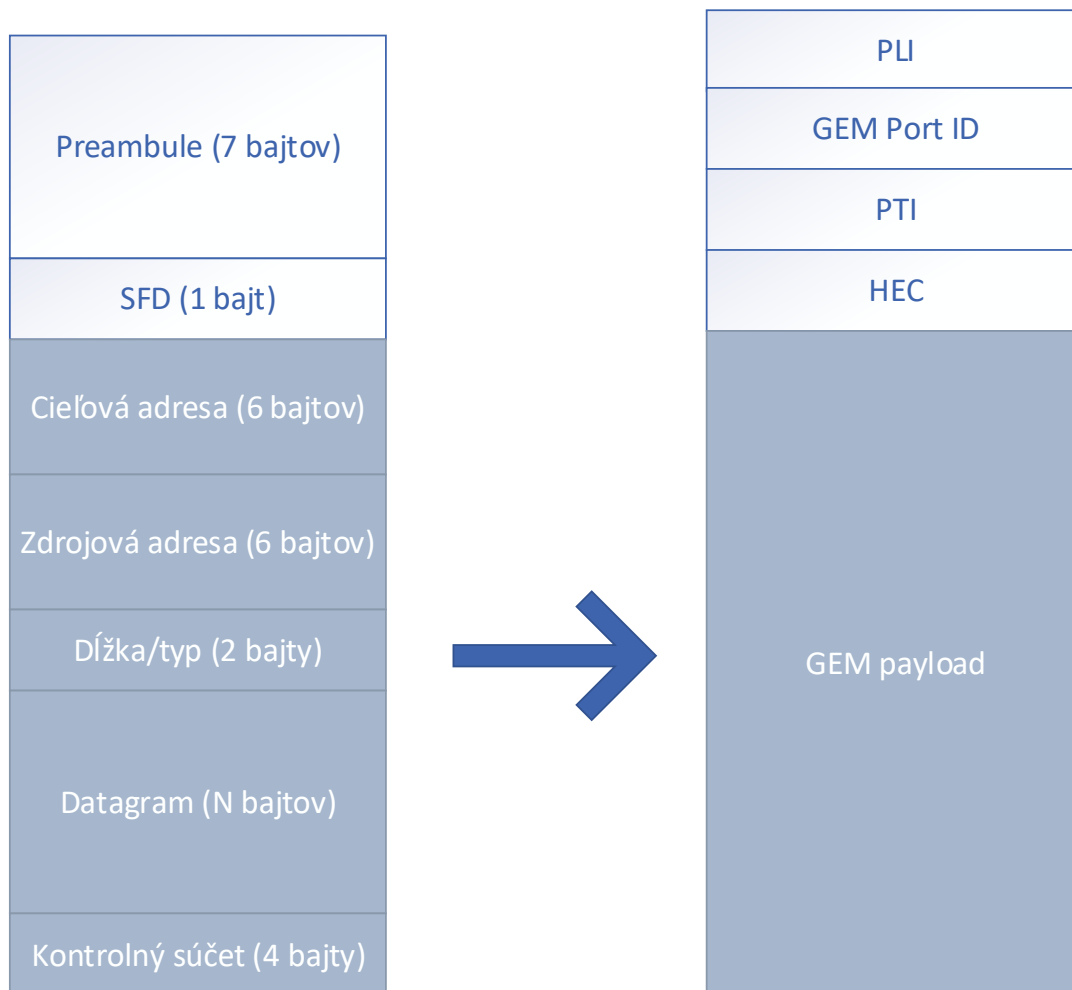 Preambule (7 bajtov)
SFD (1 bajt)
Cieľová adresa (6 bajtov)
Zdrojová adresa (6 bajtov)
Dĺžka/typ (2 bajty)
Datagram (N bajtov)
Kontrolný súčet (4 bajty)
PLI
GEM Port ID
PTI
HEC
GEM payload